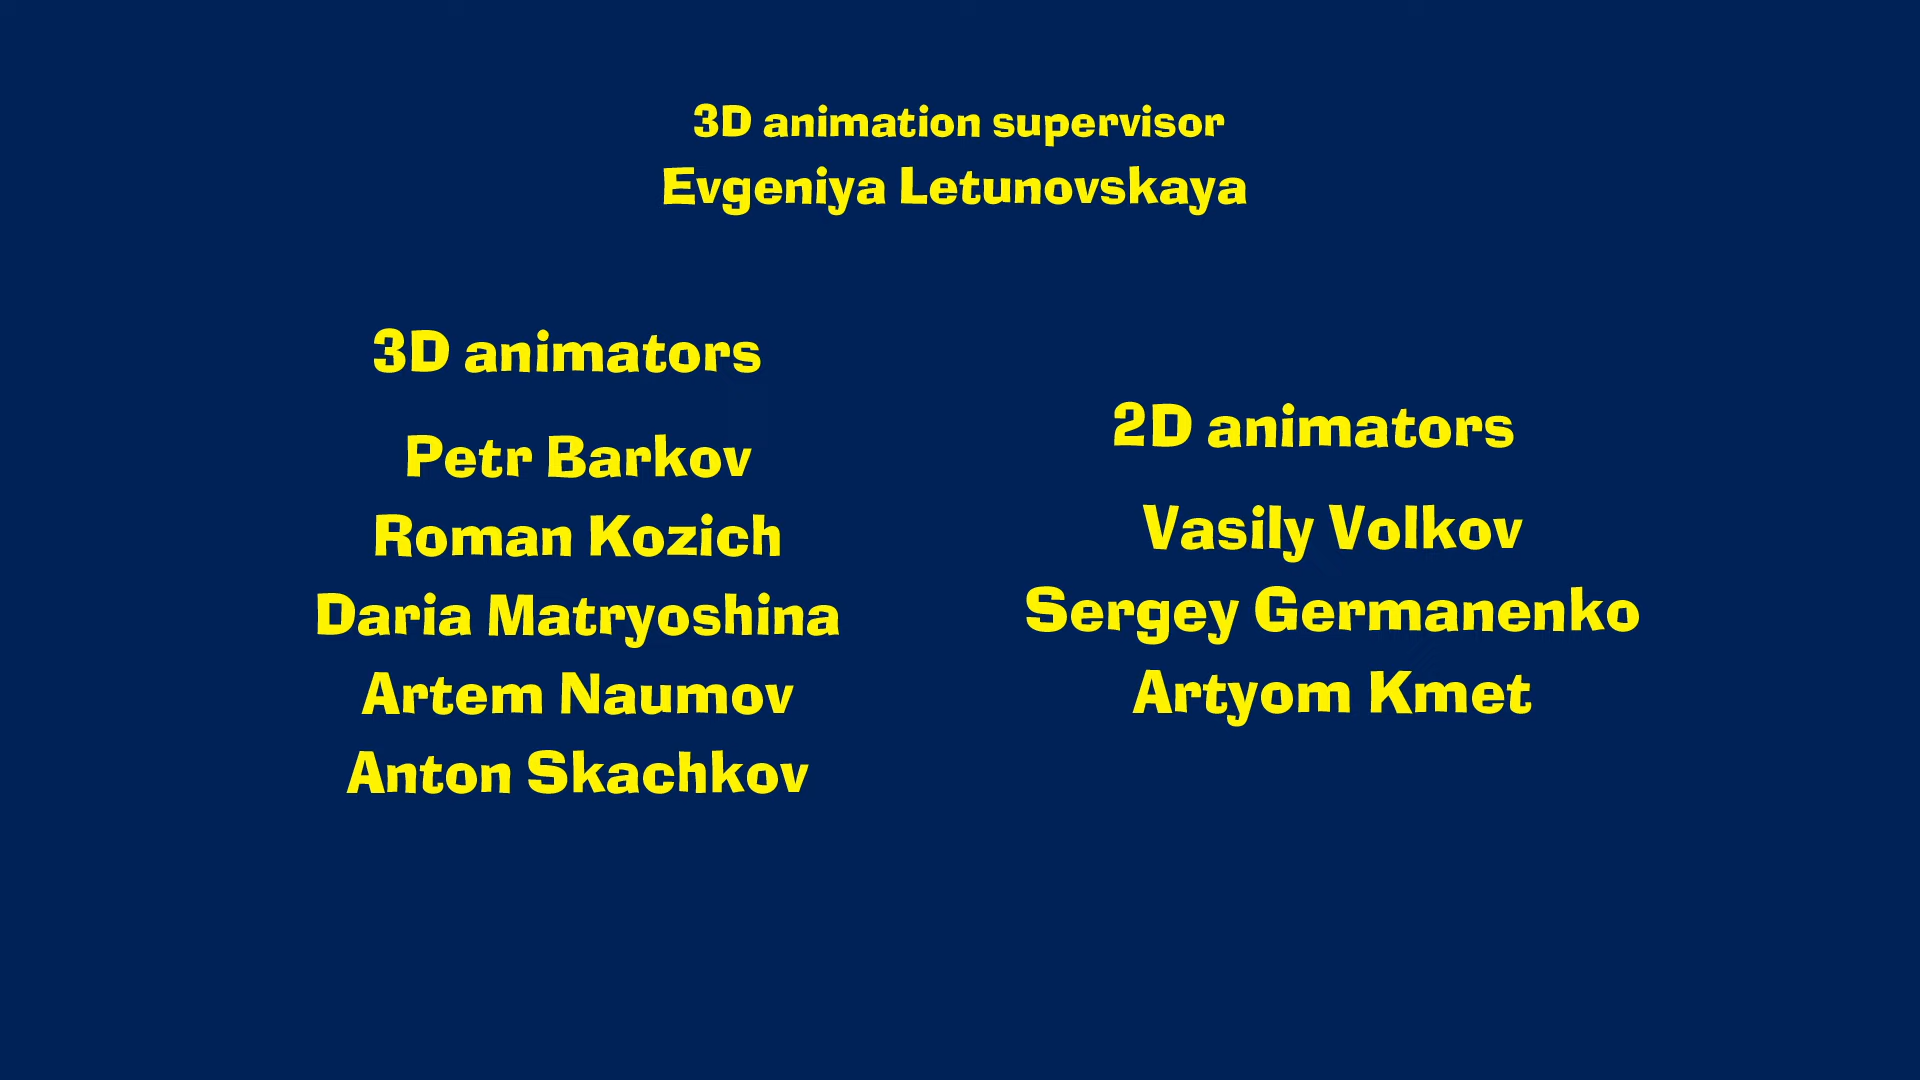 3D animation supervisor
Evgeniya Letunovskaya
3D animators
Petr Barkov
Roman Kozich
Daria Matryoshina
Artem Naumov
Anton Skachkov
2D animators
Vasily Volkov
Sergey Germanenko
Artyom Kmet